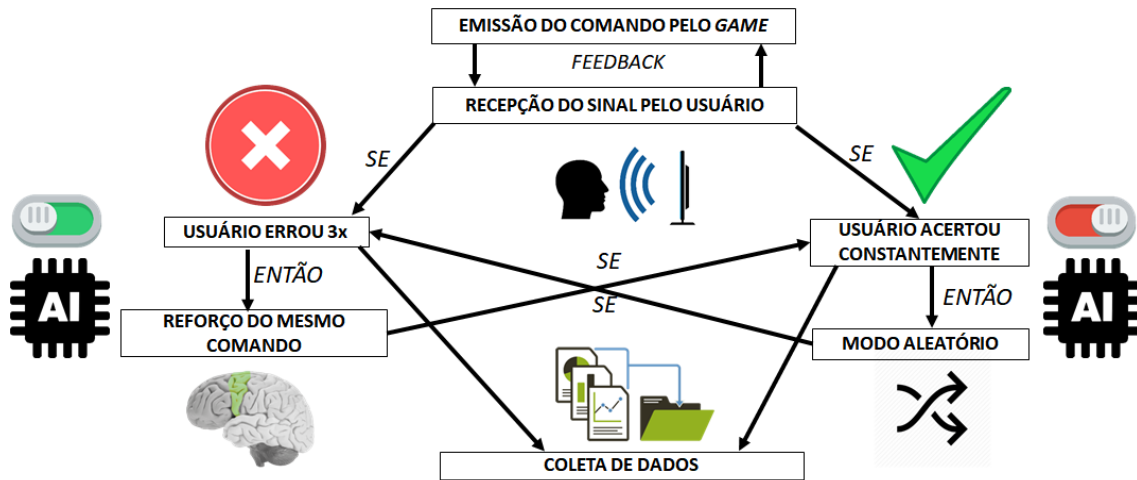 EMISSÃO DO COMANDO PELO GAME
FEEDBACK
RECEPÇÃO DO SINAL PELO USUÁRIO
SE
SE
USUÁRIO ERROU 3x
USUÁRIO ACERTOU
CONSTANTEMENTE
SE
ENTÃO
ENTÃO
AI
AI
SE
REFORÇO DO MESMO
COMANDO
MODO ALEATÓRIO
COLETA DE DADOS